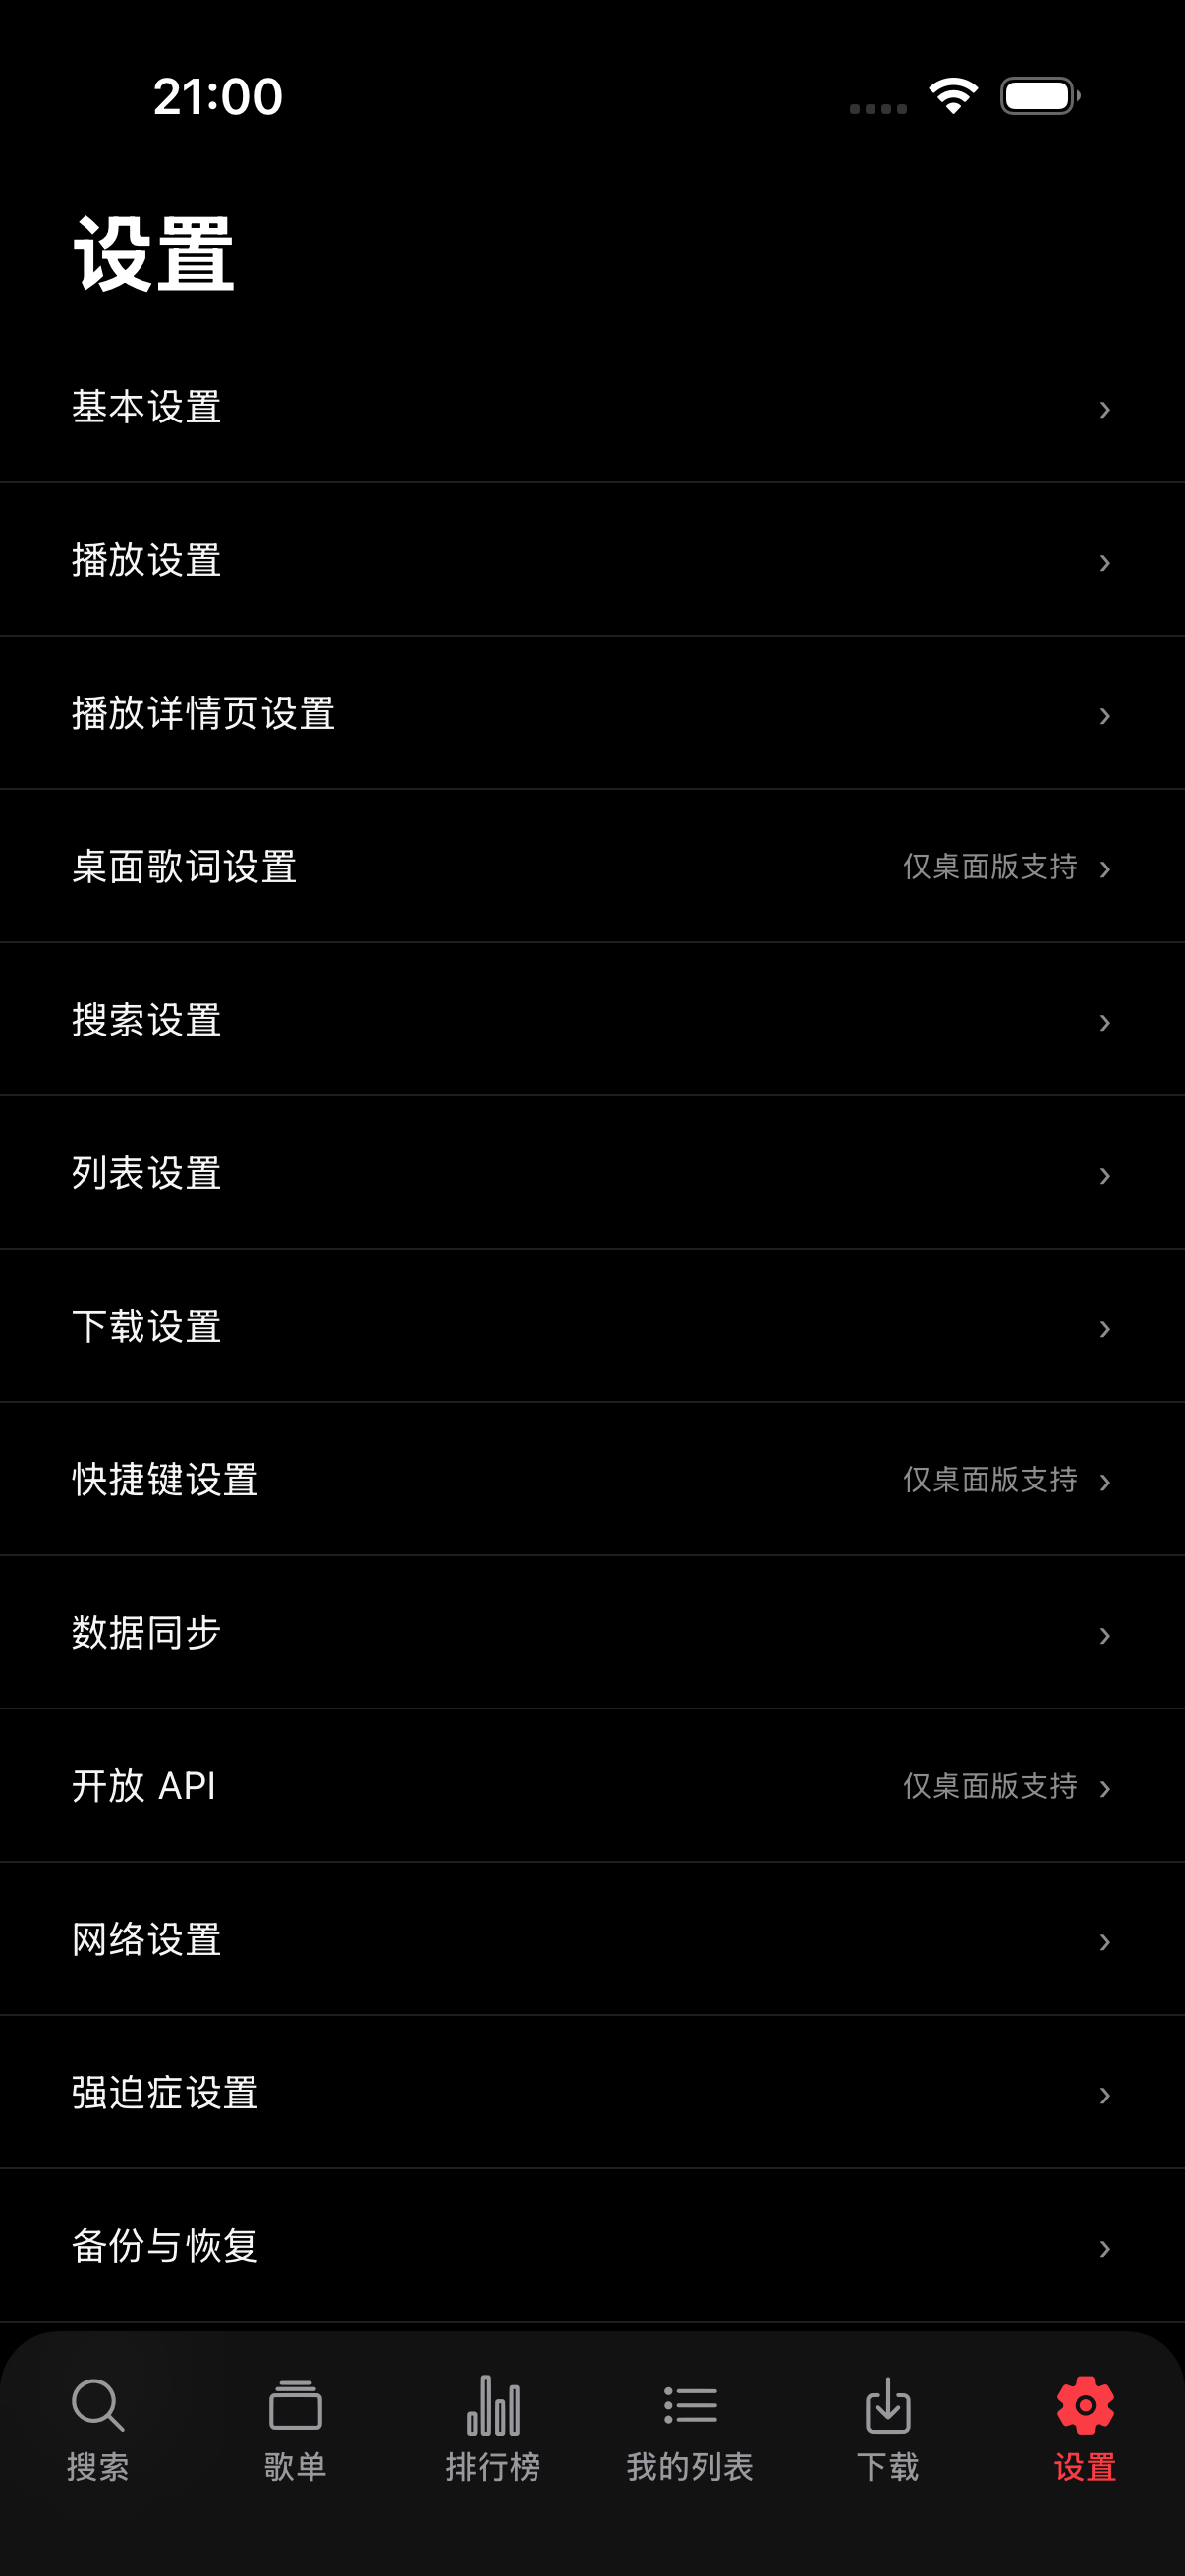 21:00
设置
基本设置
播放设置
播放详情页设置
桌面歌词设置 仅桌面版支持
搜索设置
列表设置
下载设置
快捷键设置 仅桌面版支持
数据同步
开放 API 仅桌面版支持
网络设置
强迫症设置
备份与恢复
搜索 歌单 排行榜 我的列表 下载 设置